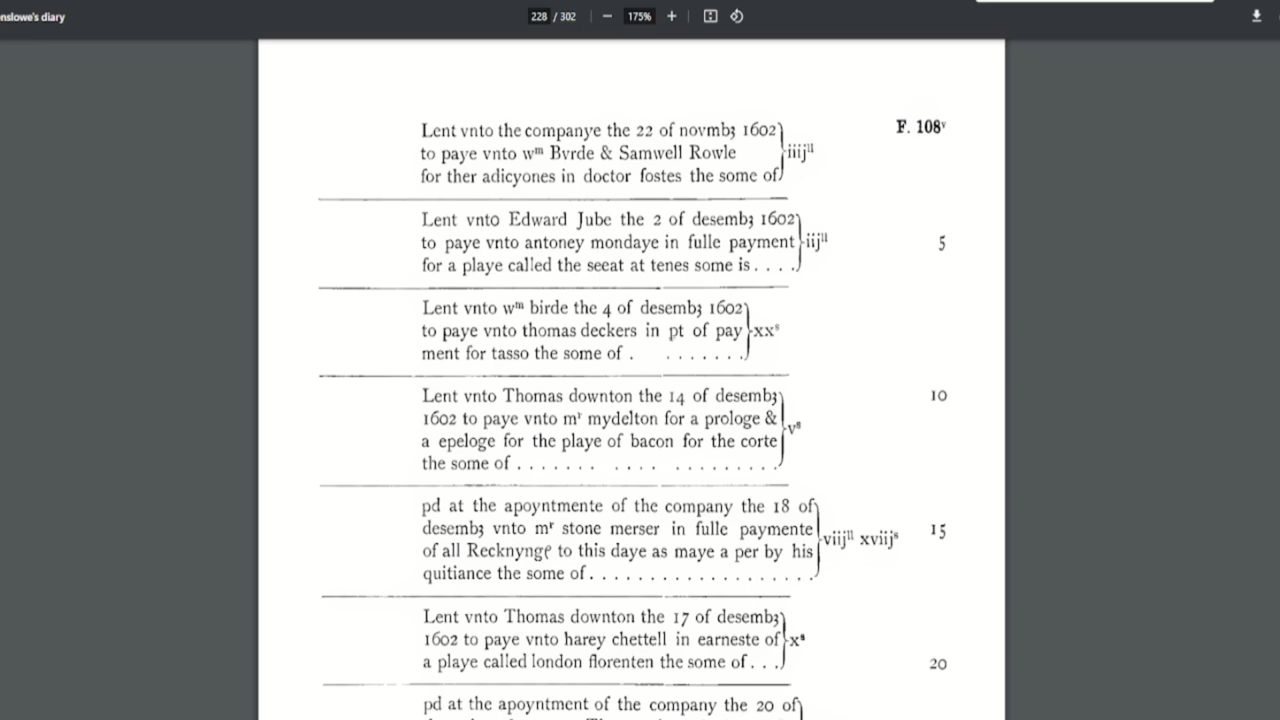 nslowe's diary
228 / 302
175%
F. 108ᵛ
Lent vnto the companye the 22 of novmbʒ 1602
to paye vnto wᵐ Bvrde & Samwell Rowle
for ther adicyones in doctor fostes the some of
iiijˡˡ
Lent vnto Edward Jube the 2 of desembʒ 1602
to paye vnto antoney mondaye in fulle payment
for a playe called the seeat at tenes some is . . . .
iijˡˡ
5
Lent vnto wᵐ birde the 4 of desembʒ 1602
to paye vnto thomas deckers in pt of pay
ment for tasso the some of . . . . . . . .
xxˢ
Lent vnto Thomas downton the 14 of desembʒ
10
1602 to paye vnto mʳ mydelton for a prologe &
a epeloge for the playe of bacon for the corte
the some of . . . . . . . . . . . . . . . . . . . .
vˢ
pd at the apoyntmente of the company the 18 of
desembʒ vnto mʳ stone merser in fulle paymente
of all Recknyngꝭ to this daye as maye a per by his
quitiance the some of . . . . . . . . . . . . . . . . . . .
viijˡˡ xviijˢ
15
Lent vnto Thomas downton the 17 of desembʒ
1602 to paye vnto harey chettell in earneste of
a playe called london florenten the some of . . .
xˢ
20
pd at the apoyntment of the company the 20 of